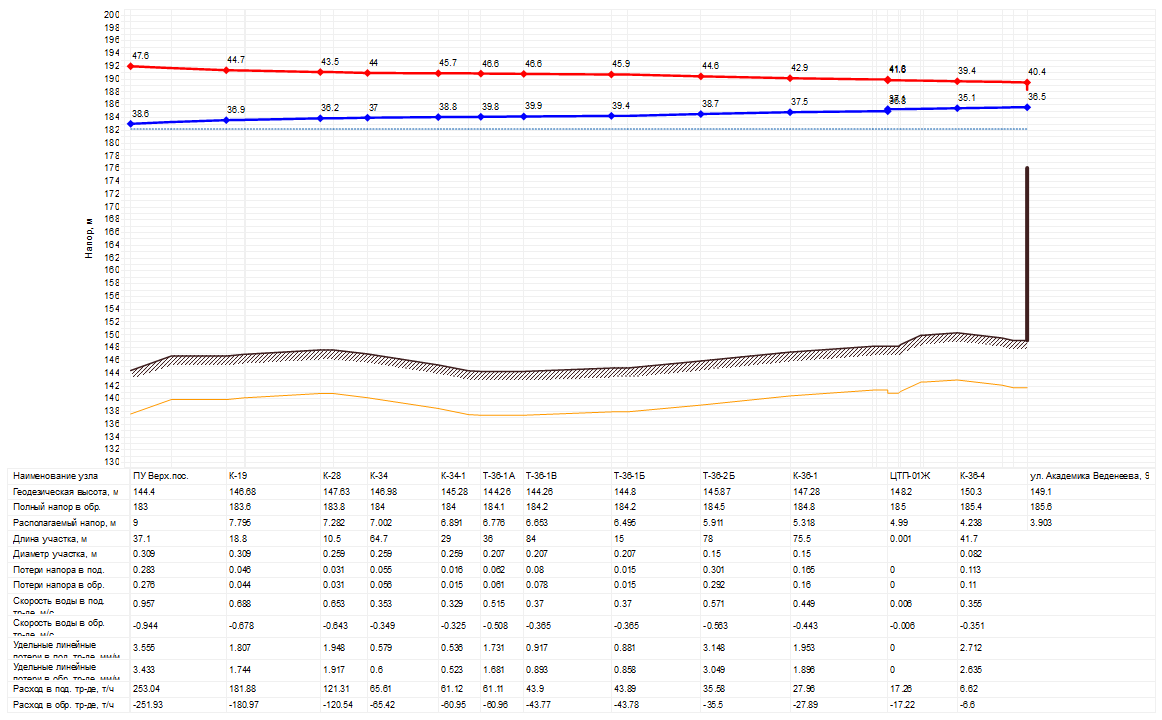 200
198
196
194
192
190
188
186
184
182
180
178
176
174
172
170
168
166
164
162
160
158
156
154
152
150
148
146
144
142
140
138
136
134
132
130
Напор, м
47.6 44.7 43.5 44 45.7 46.6 46.6 45.9 44.6 42.9 39.4 40.4
38.6 36.9 36.2 37 38.8 39.8 39.9 39.4 38.7 37.5 35.1 36.5
Наименование узла ПУ Верх.пос. К-19 К-28 К-34 К-34-1 Т-36-1А Т-36-1В Т-36-1Б Т-36-2Б К-36-1 ЦТП-01Ж К-36-4 ул. Академика Веденеева, 9
Геодезическая высота, м 144.4 146.68 147.63 146.98 145.28 144.26 144.26 144.8 145.87 147.28 148.2 150.3 149.1
Полный напор в обр. 183 183.6 183.8 184 184 184.1 184.2 184.2 184.5 184.8 185 185.4 185.6
Располагаемый напор, м 9 7.795 7.282 7.002 6.891 6.776 6.653 6.495 5.911 5.318 4.99 4.238 3.903
Длина участка, м 37.1 18.8 10.5 64.7 29 36 84 15 78 75.5 0.001 41.7
Диаметр участка, м 0.309 0.309 0.259 0.259 0.259 0.207 0.207 0.207 0.15 0.15 0.082
Потери напора в под. 0.283 0.046 0.031 0.055 0.016 0.062 0.08 0.015 0.301 0.165 0 0.113
Потери напора в обр. 0.276 0.044 0.031 0.056 0.015 0.061 0.078 0.015 0.292 0.16 0 0.11
Скорость воды в под. 0.957 0.688 0.653 0.353 0.329 0.515 0.37 0.37 0.571 0.449 0.006 0.355
тр-де, м/с
Скорость воды в обр. -0.944 -0.678 -0.643 -0.349 -0.325 -0.508 -0.365 -0.365 -0.563 -0.443 -0.006 -0.351
тр-де, м/с
Удельные линейные 3.555 1.807 1.948 0.579 0.536 1.731 0.917 0.881 3.148 1.953 0 2.712
потери в под. тр-де, мм/м
Удельные линейные 3.433 1.744 1.917 0.6 0.523 1.681 0.893 0.858 3.049 1.896 0 2.635
потери в обр. тр-де, мм/м
Расход в под. тр-де, т/ч 253.04 181.88 121.31 65.61 61.12 61.11 43.9 43.89 35.58 27.96 17.26 6.62
Расход в обр. тр-де, т/ч -251.93 -180.97 -120.54 -65.42 -60.95 -60.96 -43.77 -43.78 -35.5 -27.89 -17.22 -6.6